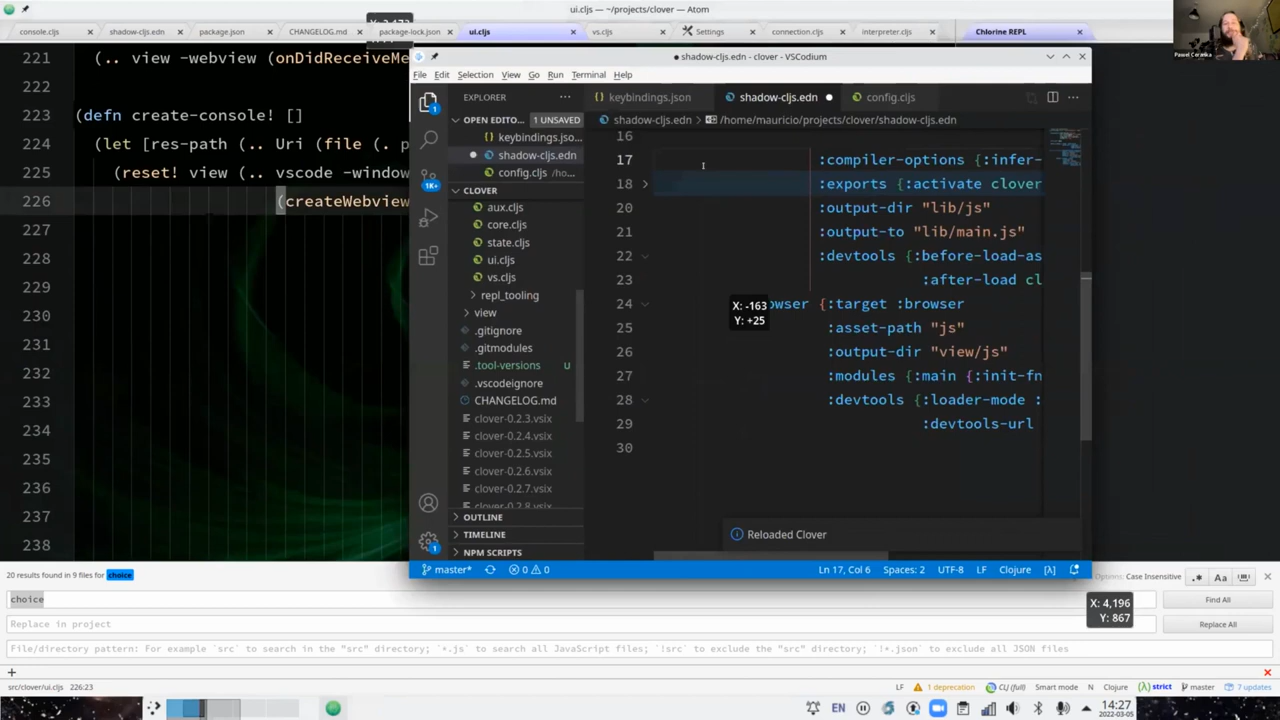 ui.cljs — ~/projects/clover — Atom
console.cljs
shadow-cljs.edn
package.json
CHANGELOG.md
package-lock.json
ui.cljs
vs.cljs
Settings
connection.cljs
interpreter.cljs
Chlorine REPL
221 (.. view -webview (onDidReceiveMe
222
223 (defn create-console! []
224 (let [res-path (.. Uri (file (. p
225 (reset! view (.. vscode -window
226 (createWebview
227
228
229
230
231
232
233
234
235
236
237
238
shadow-cljs.edn - clover - VSCodium
File Edit Selection View Go Run Terminal Help
EXPLORER
OPEN EDITO... 1 UNSAVED
keybindings.jso...
shadow-cljs.edn
config.cljs /ho...
CLOVER
aux.cljs
core.cljs
state.cljs
ui.cljs
vs.cljs
repl_tooling
view
.gitignore
.gitmodules
.tool-versions U
.vscodeignore
CHANGELOG.md
clover-0.2.3.vsix
clover-0.2.4.vsix
clover-0.2.5.vsix
clover-0.2.6.vsix
clover-0.2.7.vsix
clover-0.2.8.vsix
OUTLINE
TIMELINE
NPM SCRIPTS
1
1K+
1
keybindings.json
shadow-cljs.edn
config.cljs
shadow-cljs.edn > /home/mauricio/projects/clover/shadow-cljs.edn
16
17 :compiler-options {:infer-
18 :exports {:activate clover
20 :output-dir "lib/js"
21 :output-to "lib/main.js"
22 :devtools {:before-load-as
23 :after-load cl
24 owser {:target :browser
25 :asset-path "js"
26 :output-dir "view/js"
27 :modules {:main {:init-fn
28 :devtools {:loader-mode :
29 :devtools-url
30
X: -163
Y: +25
Reloaded Clover
master* 0 0 Ln 17, Col 6 Spaces: 2 UTF-8 LF Clojure [λ]
X: 4,196
Y: 867
20 results found in 9 files for choice
Options: Case Insensitive
.* Aa
choice
Find All
Replace in project
Replace All
File/directory pattern: For example `src` to search in the "src" directory; `*.js` to search all JavaScript files; `!src` to exclude the "src" directory; `!*.json` to exclude all JSON files
src/clover/ui.cljs 226:23
LF 1 deprecation CLJ (full) Smart mode N Clojure (λ) strict master 7 updates
EN
14:27
2022-03-05